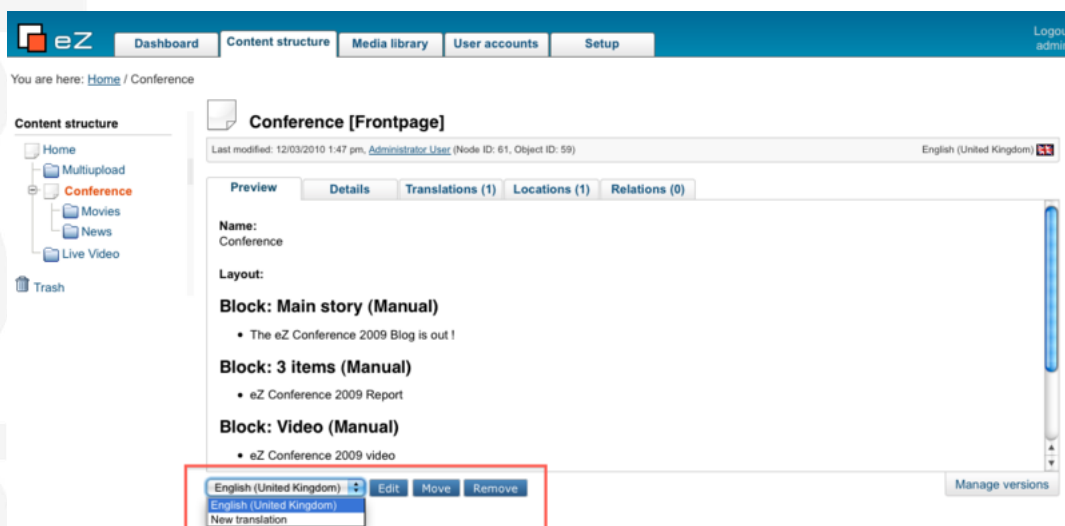 eZ
Dashboard
Content structure
Media library
User accounts
Setup
Logou
admin
You are here: Home / Conference
Content structure
Home
Multiupload
Conference
Movies
News
Live Video
Trash
Conference [Frontpage]
Last modified: 12/03/2010 1:47 pm, Administrator User (Node ID: 61, Object ID: 59)
English (United Kingdom)
Preview
Details
Translations (1)
Locations (1)
Relations (0)
Name:
Conference
Layout:
Block: Main story (Manual)
• The eZ Conference 2009 Blog is out !
Block: 3 items (Manual)
• eZ Conference 2009 Report
Block: Video (Manual)
• eZ Conference 2009 video
English (United Kingdom)
Edit
Move
Remove
Manage versions
English (United Kingdom)
New translation